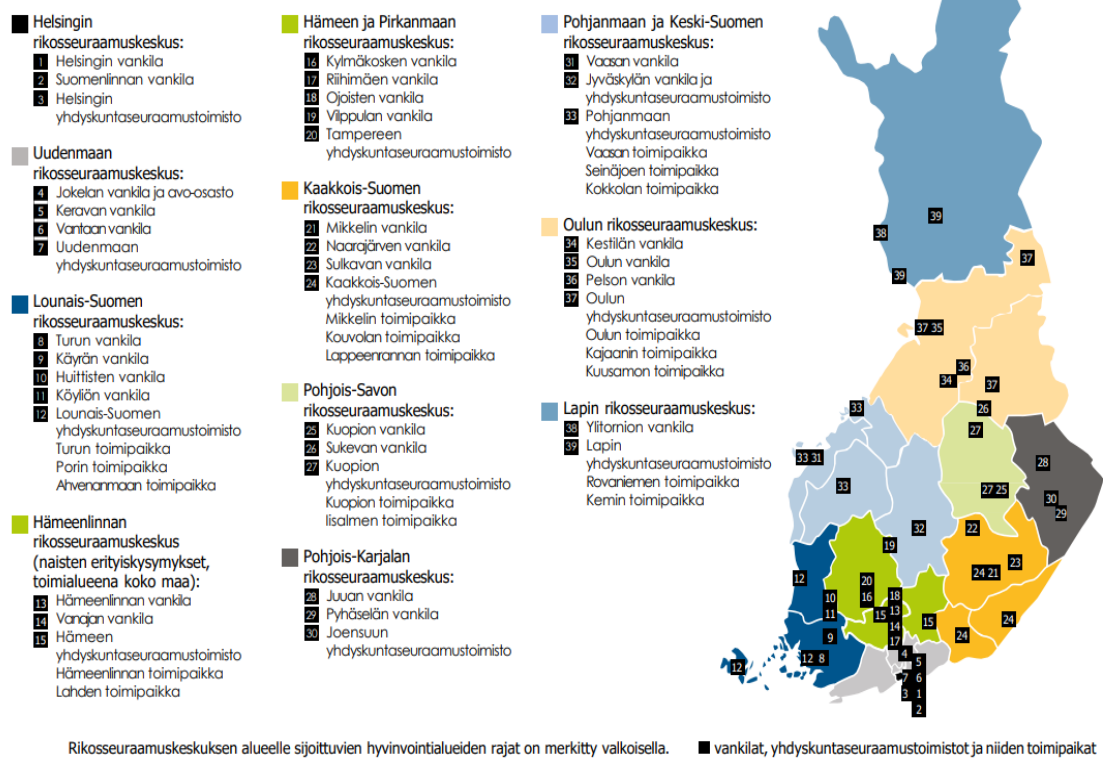 Helsingin
rikosseuraamuskeskus:
1 Helsingin vankila
2 Suomenlinnan vankila
3 Helsingin
yhdyskuntaseuraamustoimisto
Uudenmaan
rikosseuraamuskeskus:
4 Jokelan vankila ja avo-osasto
5 Keravan vankila
6 Vantaan vankila
7 Uudenmaan
yhdyskuntaseuraamustoimisto
Lounais-Suomen
rikosseuraamuskeskus:
8 Turun vankila
9 Käyrän vankila
10 Huittisten vankila
11 Köyliön vankila
12 Lounais-Suomen
yhdyskuntaseuraamustoimisto
Turun toimipaikka
Porin toimipaikka
Ahvenanmaan toimipaikka
Hämeenlinnan
rikosseuraamuskeskus
(naisten erityiskysymykset,
toimialueena koko maa):
13 Hämeenlinnan vankila
14 Vanajan vankila
15 Hämeen
yhdyskuntaseuraamustoimisto
Hämeenlinnan toimipaikka
Lahden toimipaikka
Hämeen ja Pirkanmaan
rikosseuraamuskeskus:
16 Kylmäkosken vankila
17 Riihimäen vankila
18 Ojoisten vankila
19 Vilppulan vankila
20 Tampereen
yhdyskuntaseuraamustoimisto
Kaakkois-Suomen
rikosseuraamuskeskus:
21 Mikkelin vankila
22 Naarajärven vankila
23 Sulkavan vankila
24 Kaakkois-Suomen
yhdyskuntaseuraamustoimisto
Mikkelin toimipaikka
Kouvolan toimipaikka
Lappeenrannan toimipaikka
Pohjois-Savon
rikosseuraamuskeskus:
25 Kuopion vankila
26 Sukevan vankila
27 Kuopion
yhdyskuntaseuraamustoimisto
Kuopion toimipaikka
Iisalmen toimipaikka
Pohjois-Karjalan
rikosseuraamuskeskus:
28 Juuan vankila
29 Pyhäselän vankila
30 Joensuun
yhdyskuntaseuraamustoimisto
Pohjanmaan ja Keski-Suomen
rikosseuraamuskeskus:
31 Vaasan vankila
32 Jyväskylän vankila ja
yhdyskuntaseuraamustoimisto
33 Pohjanmaan
yhdyskuntaseuraamustoimisto
Vaasan toimipaikka
Seinäjoen toimipaikka
Kokkolan toimipaikka
Oulun rikosseuraamuskeskus:
34 Kestilän vankila
35 Oulun vankila
36 Pelson vankila
37 Oulun
yhdyskuntaseuraamustoimisto
Oulun toimipaikka
Kajaanin toimipaikka
Kuusamon toimipaikka
Lapin rikosseuraamuskeskus:
38 Ylitornion vankila
39 Lapin
yhdyskuntaseuraamustoimisto
Rovaniemen toimipaikka
Kemin toimipaikka
39
38
37
39
37 35
36
34
37
26
33
27
33 31
28
33
27 25
30
29
32
22
19
23
24 21
12
20
10
16
18
11
15
13
15
24
14
9
24
17
12 8
4
5
12
7 6
3 1
2
Rikosseuraamuskeskuksen alueelle sijoittuvien hyvinvointialueiden rajat on merkitty valkoisella.
vankilat, yhdyskuntaseuraamustoimistot ja niiden toimipaikat